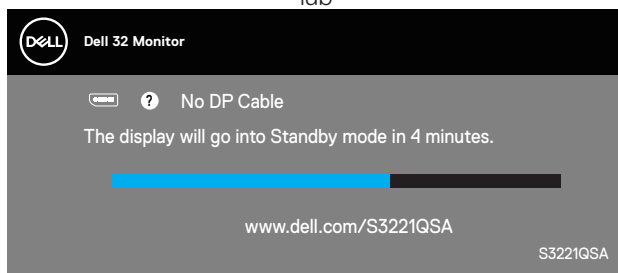 DELL
Dell 32 Monitor
? No DP Cable
The display will go into Standby mode in 4 minutes.
www.dell.com/S3221QSA
S3221QSA